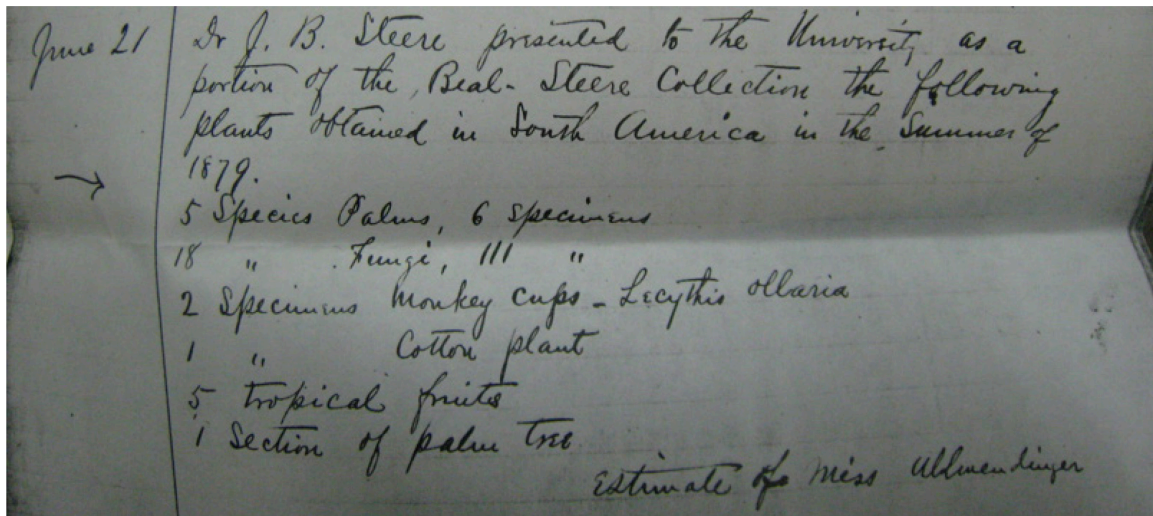 June 21 Dr J. B. Steere presented to the University as a
portion of the Beal-Steere Collection the following
plants obtained in South America in the Summer of
1879.
5 Species Palms, 6 specimens
18 " Fungi, 111 "
2 Specimens Monkey cups - Lecythis ollaria
1 " Cotton plant
5 tropical fruits
1 Section of palm tree
Estimate of Miss